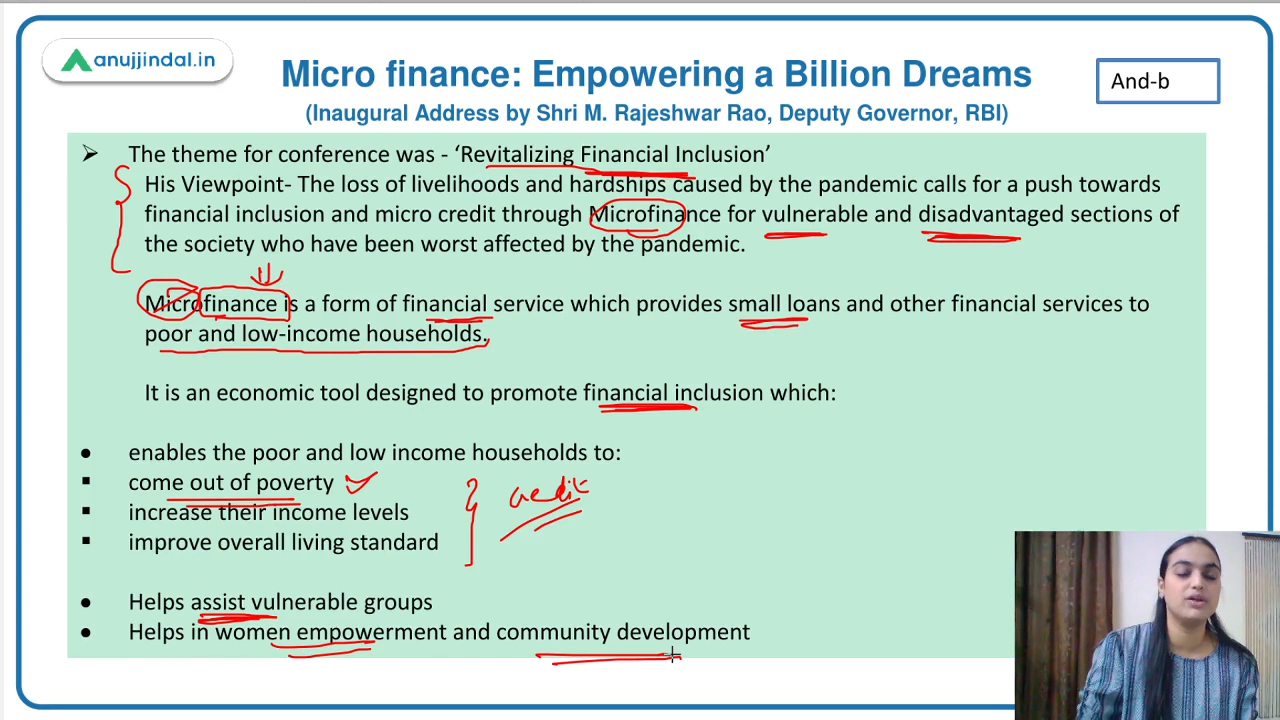 anujjindal.in
Micro finance: Empowering a Billion Dreams
And-b
(Inaugural Address by Shri M. Rajeshwar Rao, Deputy Governor, RBI)
➤ The theme for conference was - ‘Revitalizing Financial Inclusion’
His Viewpoint- The loss of livelihoods and hardships caused by the pandemic calls for a push towards
financial inclusion and micro credit through Microfinance for vulnerable and disadvantaged sections of
the society who have been worst affected by the pandemic.
Microfinance is a form of financial service which provides small loans and other financial services to
poor and low-income households.
It is an economic tool designed to promote financial inclusion which:
• enables the poor and low income households to:
▪ come out of poverty
▪ increase their income levels
▪ improve overall living standard
credit
• Helps assist vulnerable groups
• Helps in women empowerment and community development